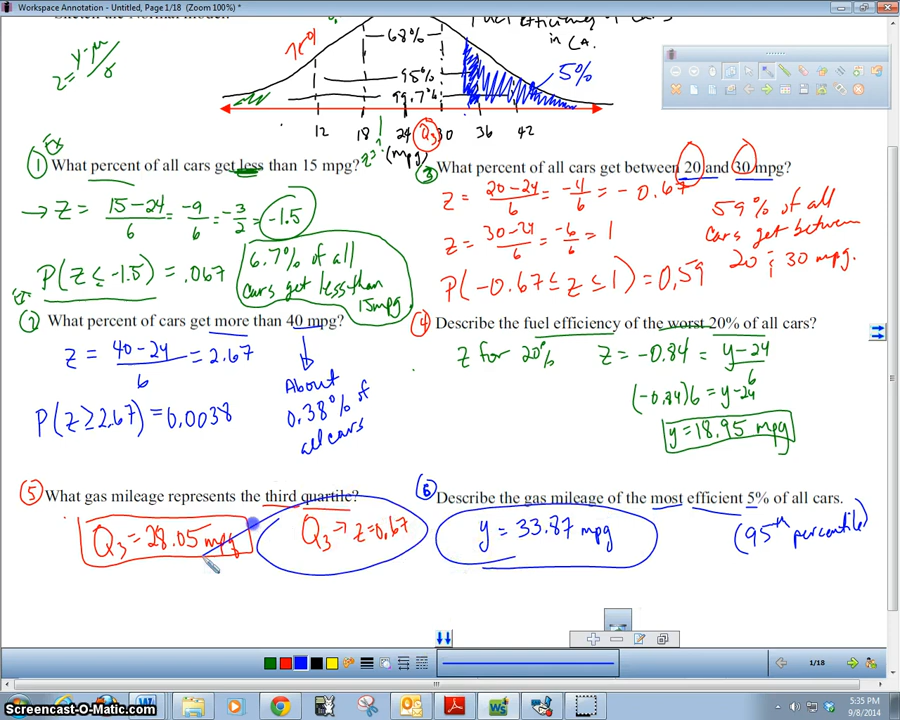 Workspace Annotation - Untitled, Page 1/18 (Zoom 100%) *
Sketch the Normal model.
Fuel Efficiency of Cars
in CA.
z = y-μ/σ
68%
95%
99.7%
5%
12 18 24 Q3 30 36 42
(mpg)
① Ex What percent of all cars get less than 15 mpg?
→ Z = 15-24/6 = -9/6 = -3/2 = -1.5
P(Z ≤ -1.5) = .067
6.7% of all
cars get less than
15mpg
② What percent of cars get more than 40 mpg?
z = 40-24/6 = 2.67
P(z ≥ 2.67) = 0.0038
About
0.38% of
all cars
③ What percent of all cars get between 20 and 30 mpg?
z = 20-24/6 = -4/6 = -0.67
z = 30-24/6 = -6/6 = 1
P(-0.67 ≤ z ≤ 1) = 0.59
59% of all
cars get between
20 & 30 mpg.
④ Describe the fuel efficiency of the worst 20% of all cars?
z for 20% z = -0.84 = y-24/6
(-0.84)6 = y-24
y = 18.95 mpg
⑤ What gas mileage represents the third quartile?
Q3 = 28.05 mpg
Q3 → z = 0.67
⑥ Describe the gas mileage of the most efficient 5% of all cars.
y = 33.87 mpg
(95th percentile)
1/18
Screencast-O-Matic.com
5:35 PM
9/8/2014